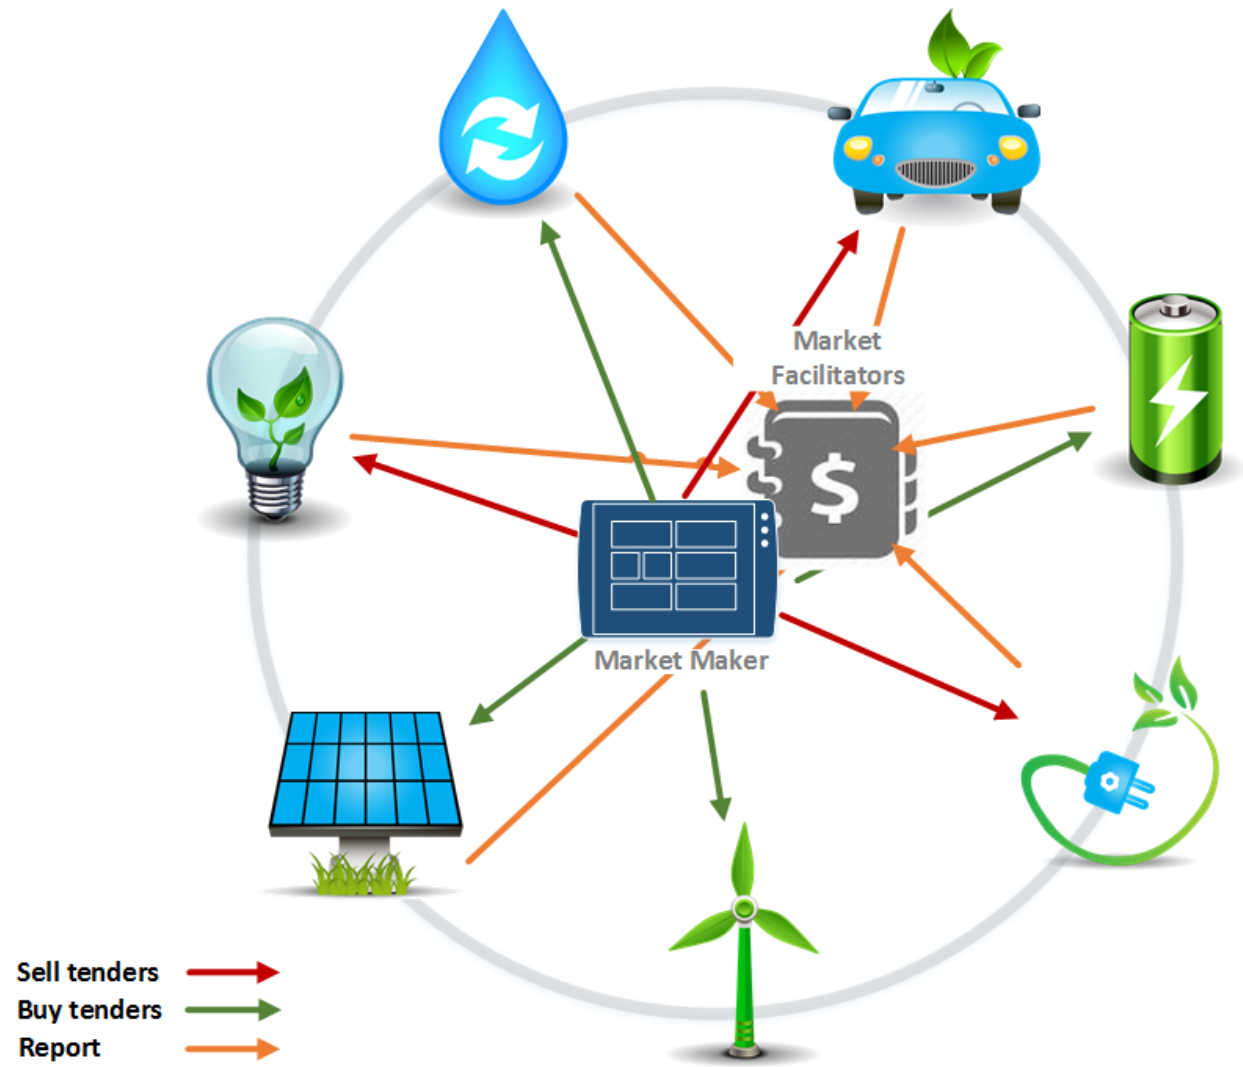 Market
Facilitators
$
Market Maker
Sell tenders
Buy tenders
Report